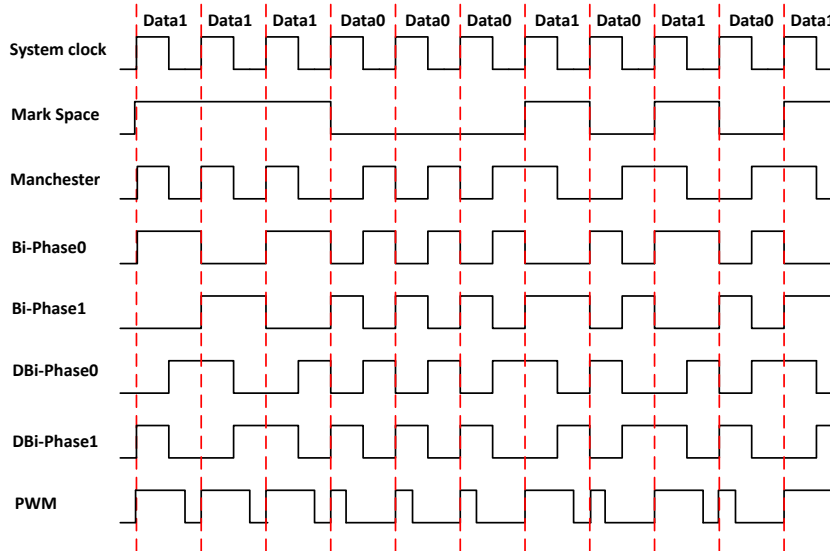 Data1 Data1 Data1 Data0 Data0 Data0 Data1 Data0 Data1 Data0 Data1
System clock
Mark Space
Manchester
Bi-Phase0
Bi-Phase1
DBi-Phase0
DBi-Phase1
PWM